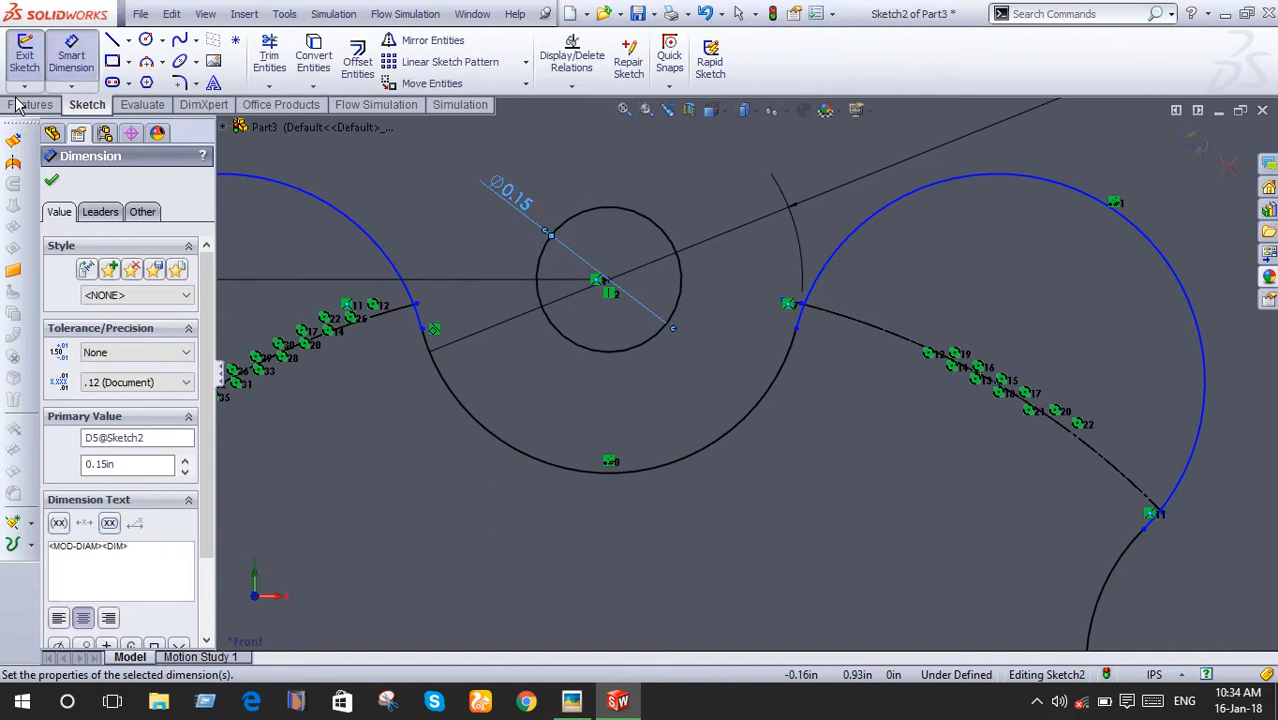 SOLIDWORKS File Edit View Insert Tools Simulation Flow Simulation Window Help Sketch2 of Part3 * Search Commands
Exit Sketch Smart Dimension Trim Entities Convert Entities Offset Entities Mirror Entities Linear Sketch Pattern Move Entities Display/Delete Relations Repair Sketch Quick Snaps Rapid Sketch
Features Sketch Evaluate DimXpert Office Products Flow Simulation Simulation
Part3 (Default<<Default>_...
Dimension ?
Value Leaders Other
Style
<NONE>
Tolerance/Precision
None
.12 (Document)
Primary Value
D5@Sketch2
0.15in
Dimension Text
<MOD-DIAM><DIM>
∅0.15
*Front
Model Motion Study 1
Set the properties of the selected dimension(s). -0.16in 0.93in 0in Under Defined Editing Sketch2 IPS
ENG 10:34 AM
16-Jan-18